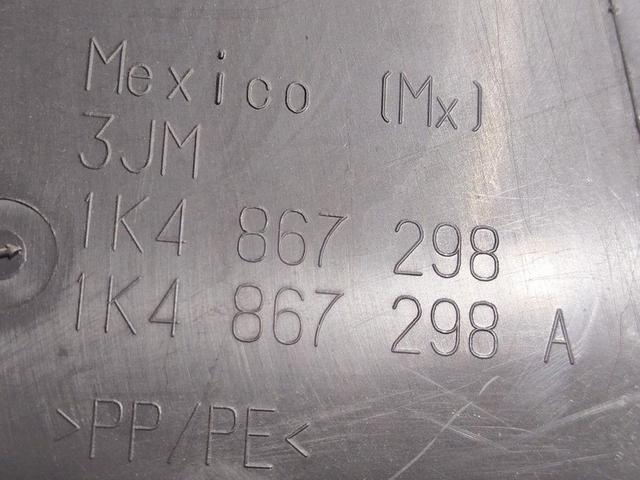 Mexico (Mx)
3JM
1K4 867 298
1K4 867 298 A
>PP/PE<